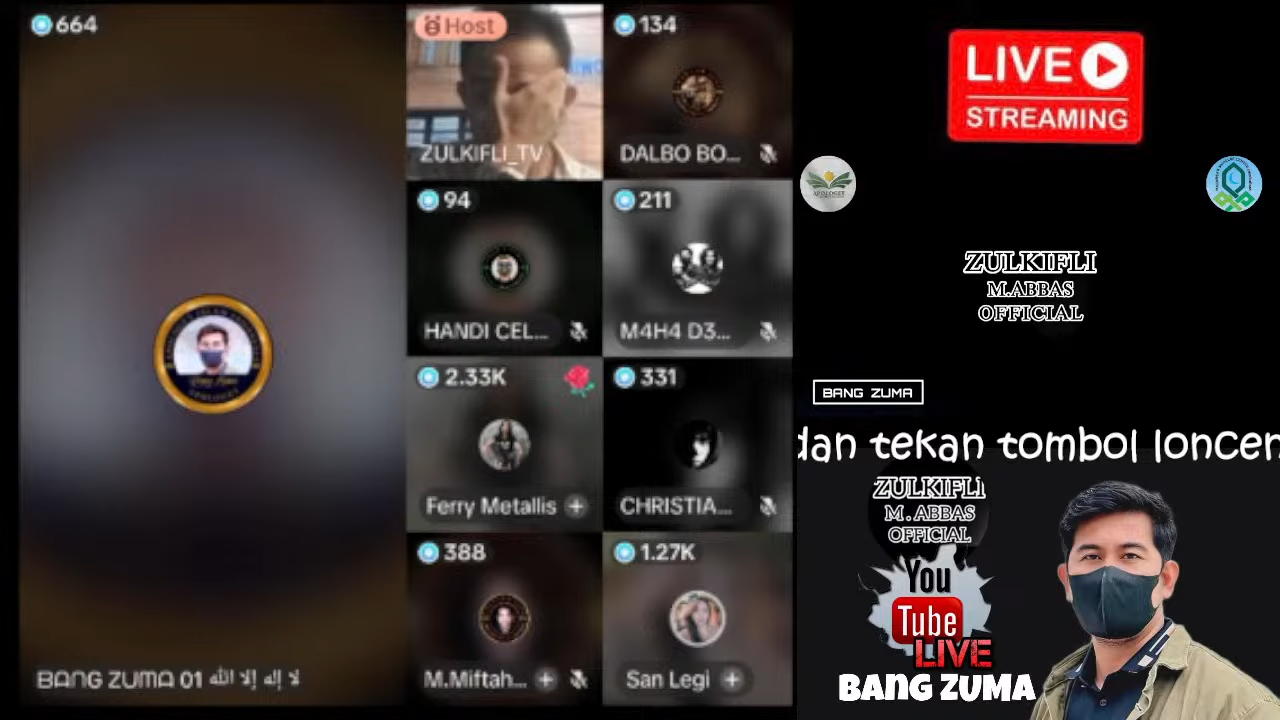 664
Host
ZULKIFLI_TV
134
DALBO BO...
94
HANDI CEL...
211
M4H4 D3...
2.33K
Ferry Metallis
331
CHRISTIA...
388
M.Miftah...
1.27K
San Legi
BANG ZUMA 01 لا إله إلا الله
LIVE
STREAMING
ZULKIFLI
M.ABBAS
OFFICIAL
BANG ZUMA
dan tekan tombol loncen
ZULKIFLI
M.ABBAS
OFFICIAL
You
Tube
LIVE
BANG ZUMA